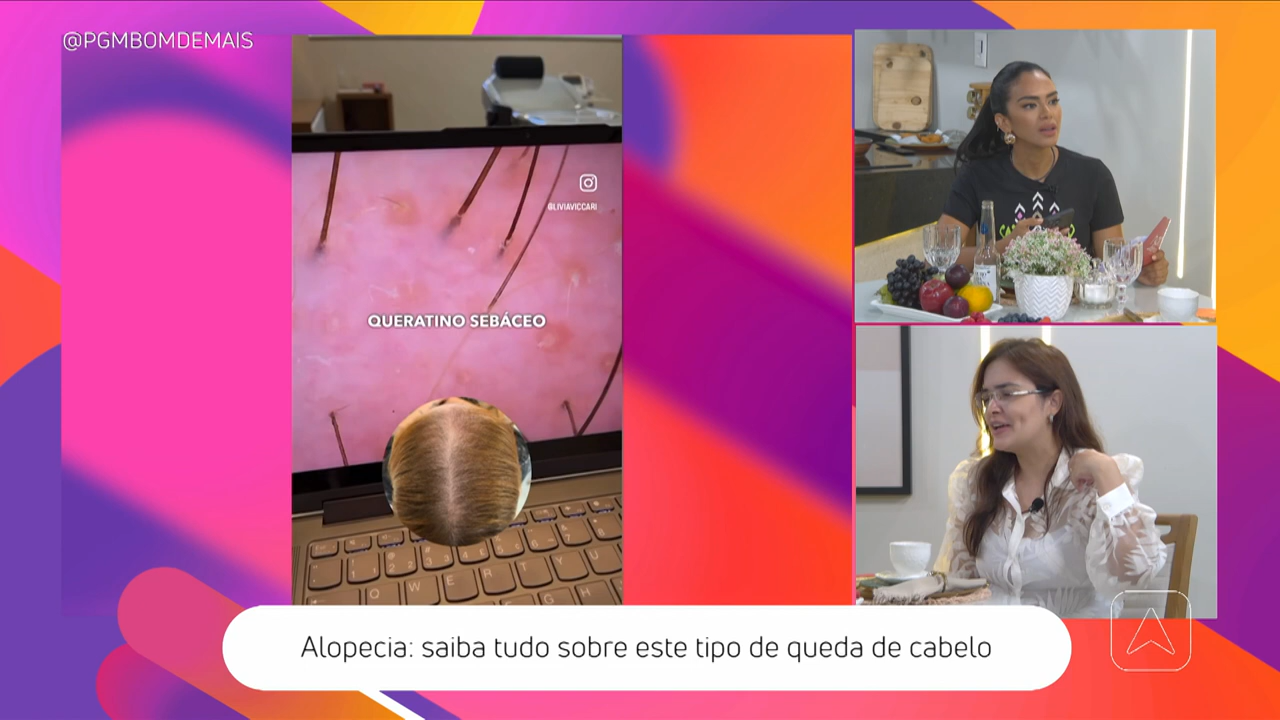 @PGMBOMDEMAIS
@LIVIAVICCARI
QUERATINO SEBÁCEO
Q W E R T Y U
G H
Alopecia: saiba tudo sobre este tipo de queda de cabelo